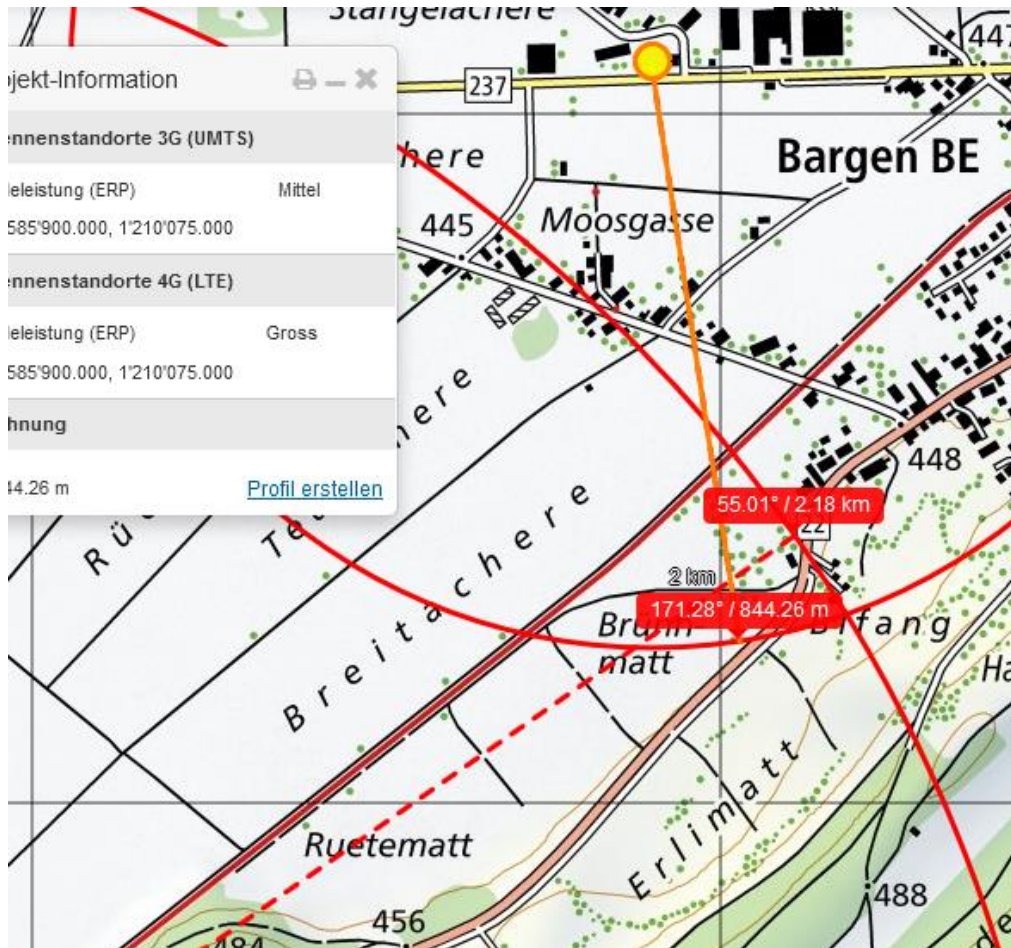 Stangelachere
447
jekt-Information
237
ennenstandorte 3G (UMTS)
here
Bargen BE
leleistung (ERP) Mittel
585'900.000, 1'210'075.000
445
Moosgasse
ennenstandorte 4G (LTE)
leleistung (ERP) Gross
585'900.000, 1'210'075.000
here
hnung
448
44.26 m
Profil erstellen
55.01° / 2.18 km
22
Rü
Te
Breitachere
2 km
171.28° / 844.26 m
Brunn
matt
Bifang
Ha
Erlimatt
Ruetematt
488
456
484